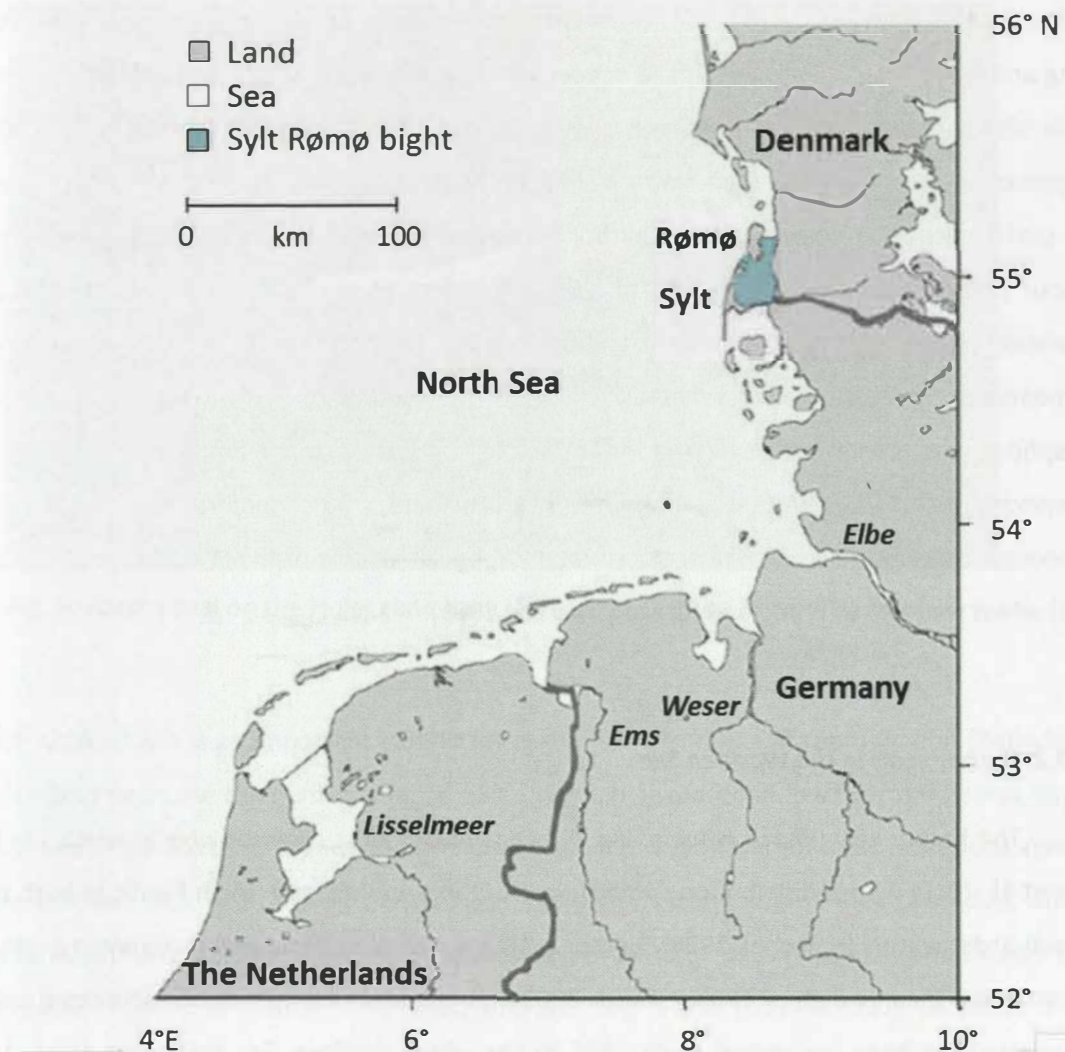 56° N
Land
Sea
Sylt Rømø bight
Denmark
0 km 100
Rømø
55°
Sylt
North Sea
54°
Elbe
Germany
Weser
Ems
53°
Lisselmeer
The Netherlands
52°
4°E 6° 8° 10°